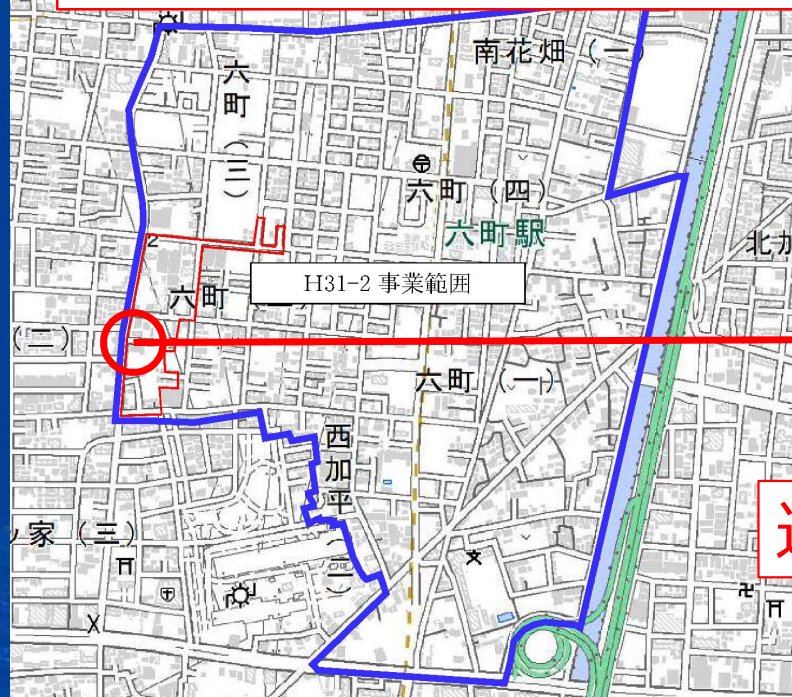 南花畑（一）
六町（三）
六町（四）
六町駅
北加
2
H31-2 事業範囲
六町
（二）
六町（一）
西加平（二）
家（三）